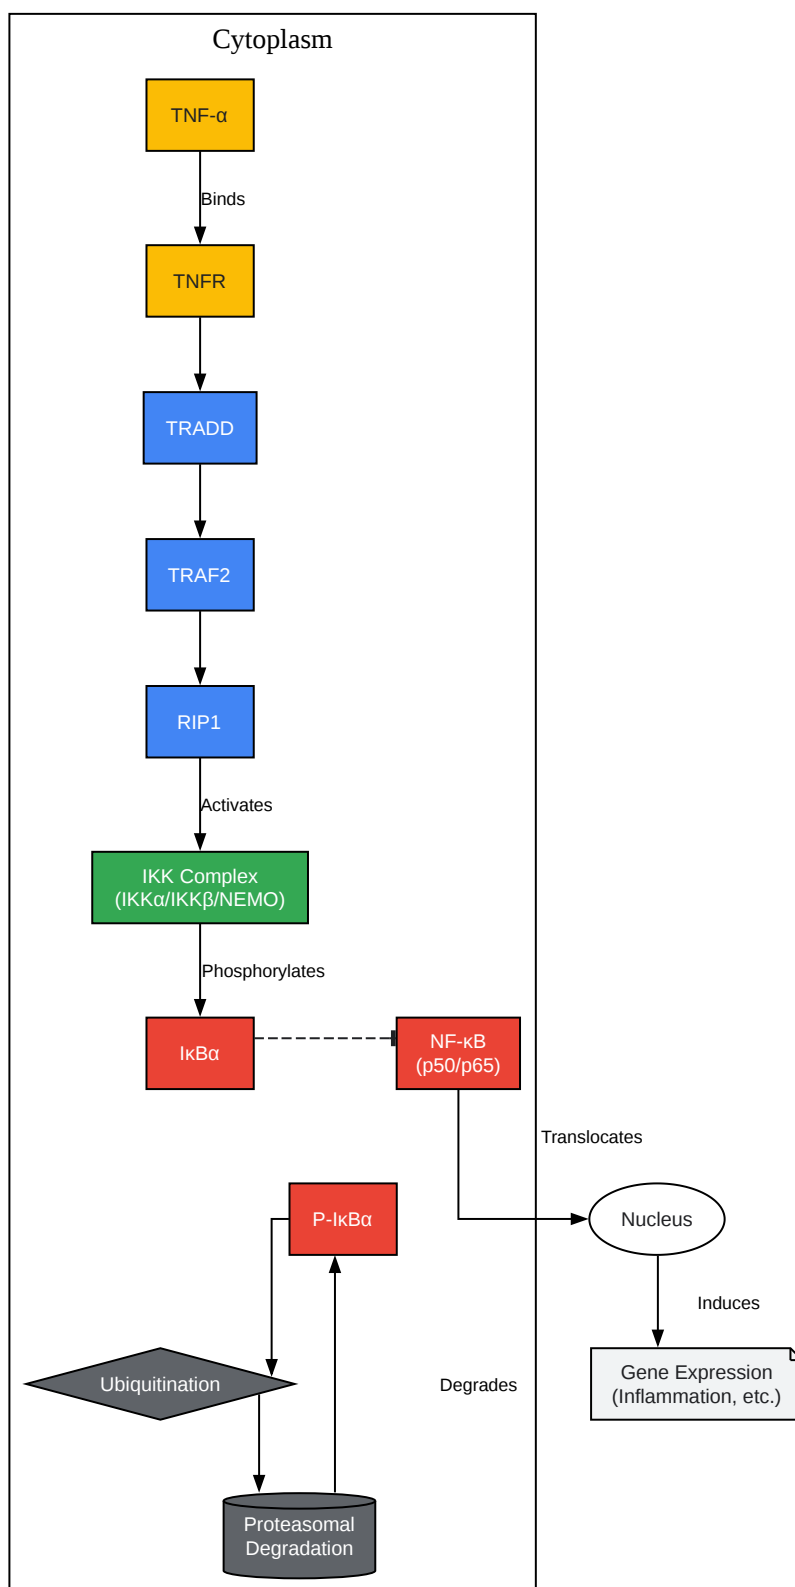 Cytoplasm
TNF-α
Binds
TNFR
TRADD
TRAF2
RIP1
Activates
IKK Complex
(IKKα/IKKβ/NEMO)
Phosphorylates
IκBα
NF-κB
(p50/p65)
Translocates
P-IκBα
Nucleus
Induces
Ubiquitination
Degrades
Gene Expression
(Inflammation, etc.)
Proteasomal
Degradation